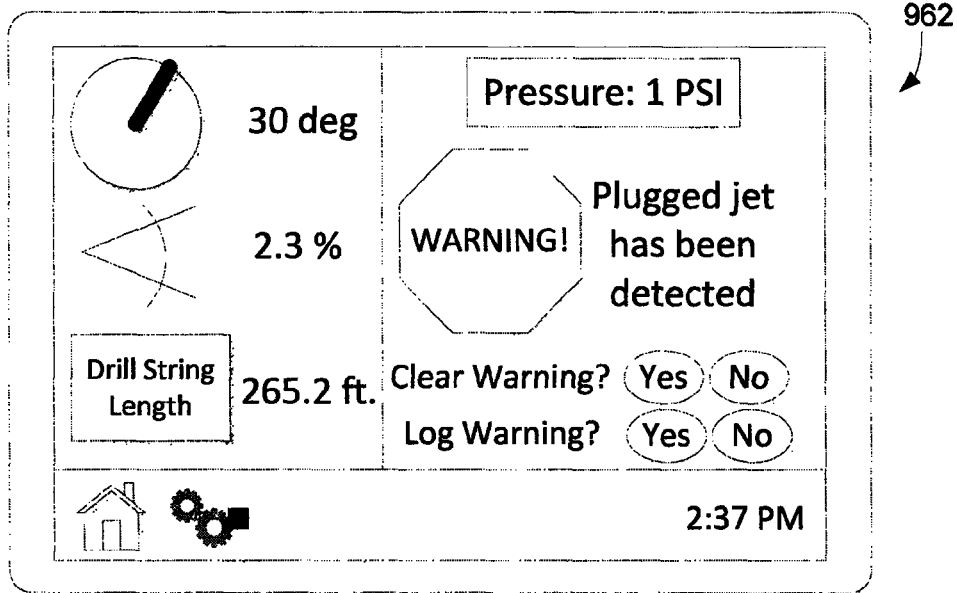 962
30 deg
2.3 %
Drill String
Length
265.2 ft.
Pressure: 1 PSI
WARNING!
Plugged jet
has been
detected
Clear Warning? Yes No
Log Warning? Yes No
2:37 PM